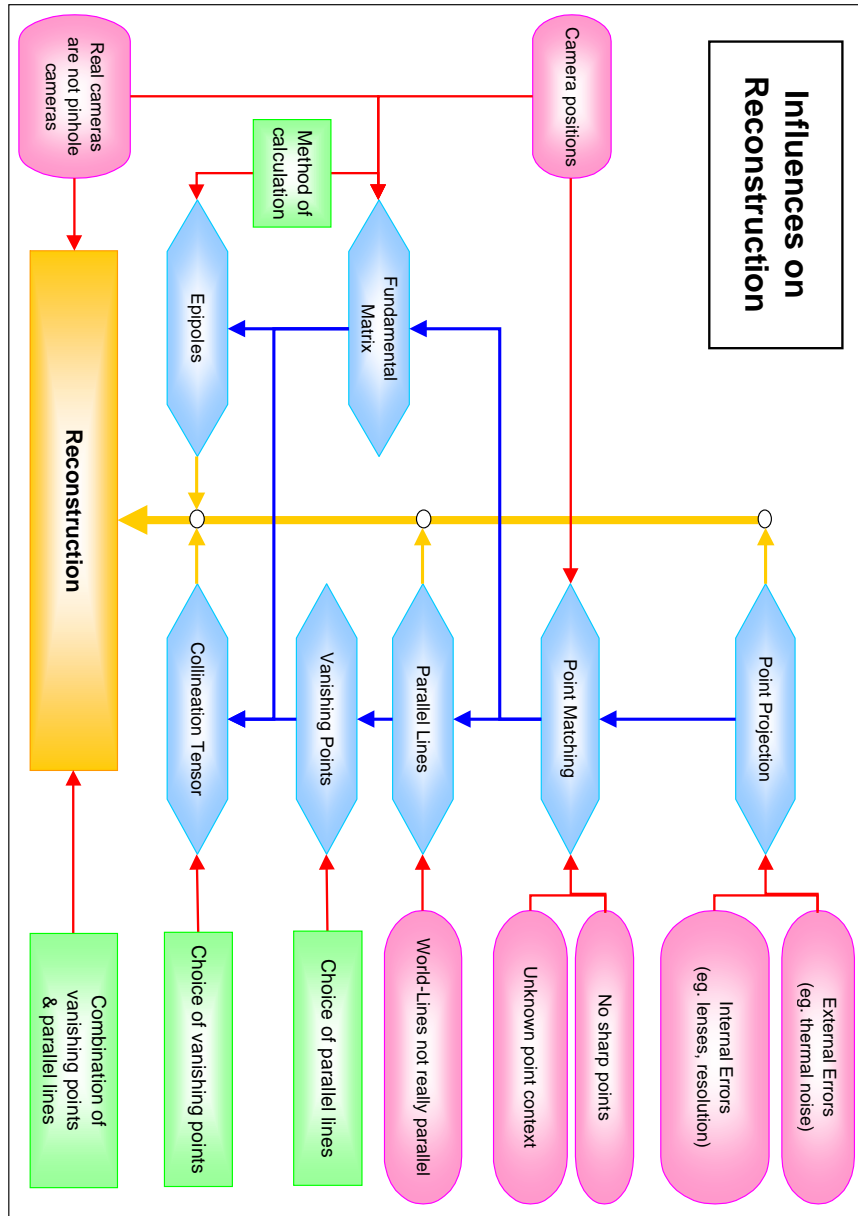 Influences on
Reconstruction
External Errors
(eg. thermal noise)
Internal Errors
(eg. lenses, resolution)
Point Projection
No sharp points
Unknown point context
Point Matching
Camera positions
World-Lines not really parallel
Parallel Lines
Fundamental
Matrix
Choice of parallel lines
Vanishing Points
Method of
calculation
Choice of vanishing points
Collineation Tensor
Epipoles
Real cameras
are not pinhole
cameras
Reconstruction
Combination of
vanishing points
& parallel lines